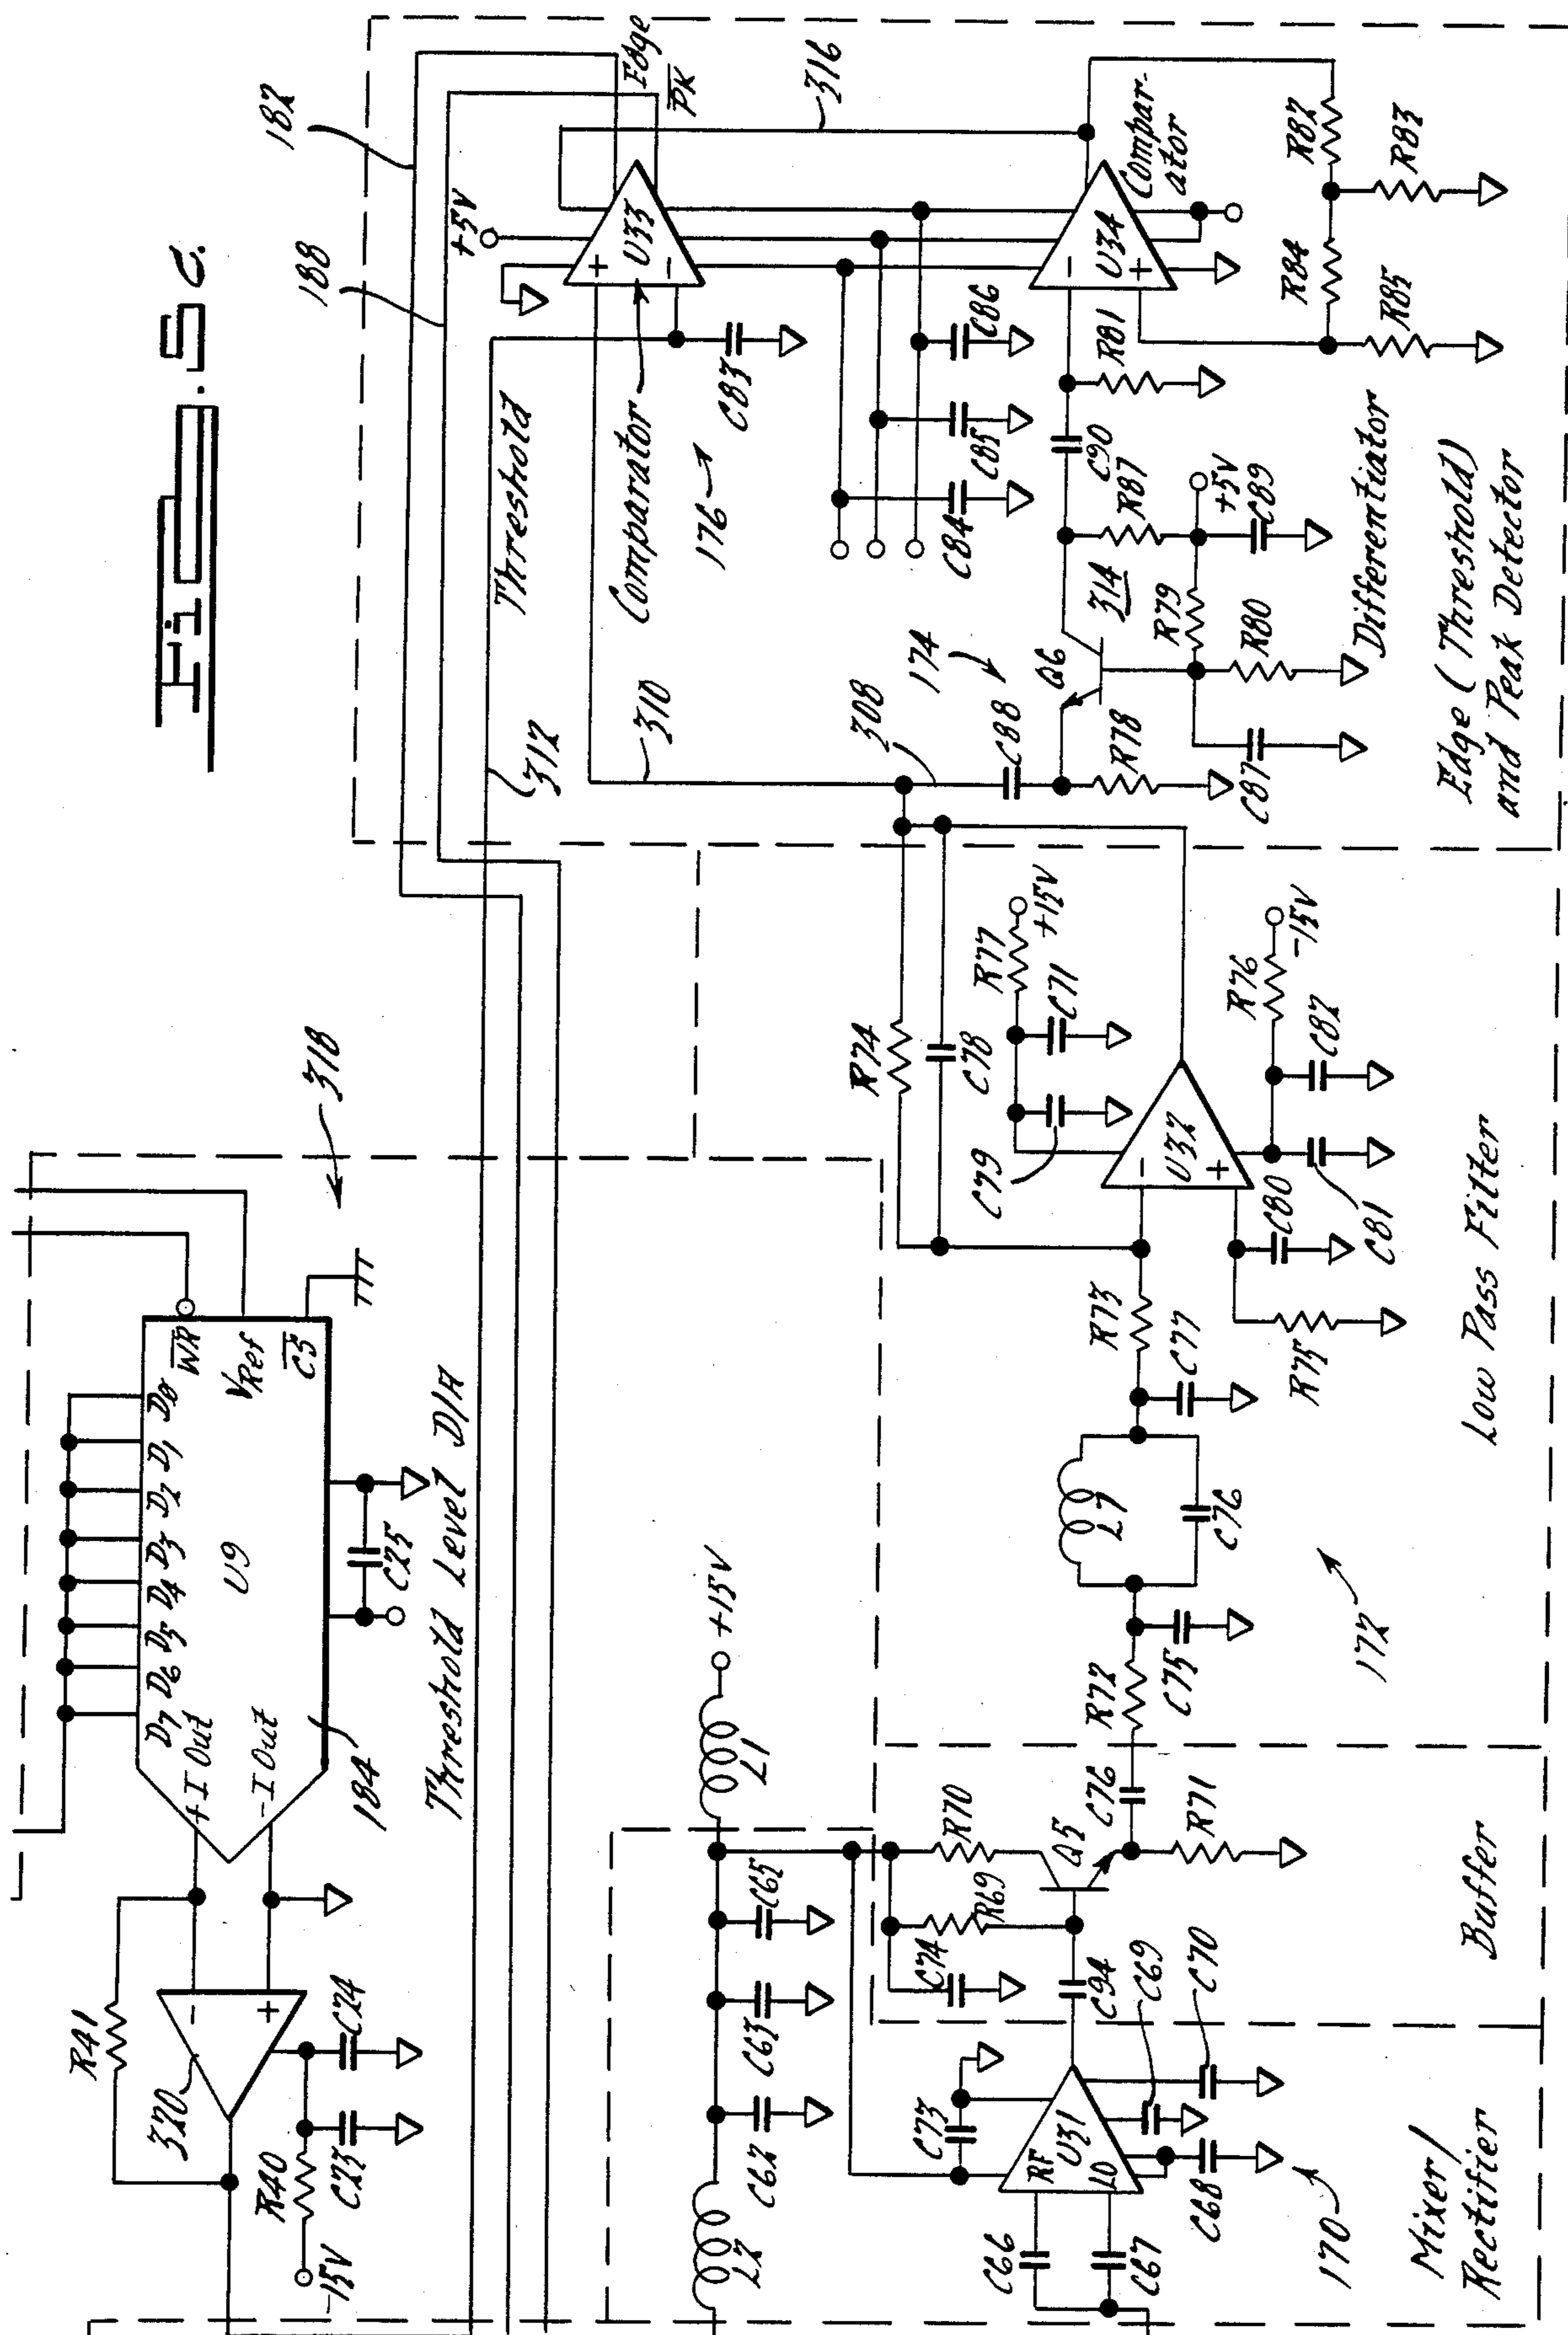 Fig. 5C.
187
188
+5V
Edge
PK
316
U33
+
-
Threshold
Comparator
176
C83
317
310
308
174
C84
C85
C86
Compar-
ator
U34
-
+
R81
R82
R83
R84
R85
C90
R87
+5V
C89
314
R79
R80
Q6
C88
R78
C87
Differentiator
Edge (Threshold)
and Peak Detector
318
WR
VRef
CS
D0
D1
D2
D3
D4
D5
D6
D7
U9
+I Out
-I Out
184
C25
Threshold Level D/A
R41
320
-
+
C24
C23
R40
-15V
R74
C78
R77
+15V
C71
C79
U32
-
+
R76
-15V
C82
C81
C80
R75
R73
C77
L7
C76
C75
R72
172
Low Pass Filter
+15V
L1
C65
C63
C62
L2
R70
R69
C74
Q5
C76
R71
C94
C69
C70
Buffer
C73
RF
U31
LO
C66
C67
C68
170
Mixer/
Rectifier